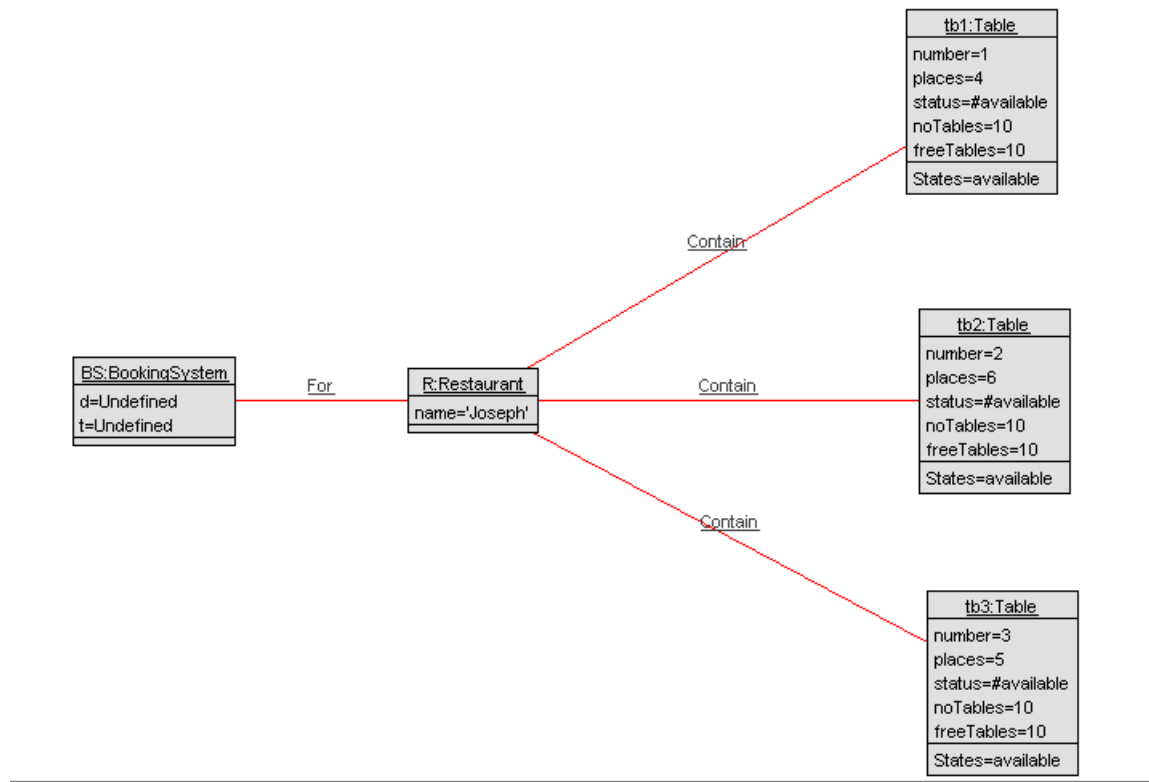 tb1:Table
number=1
places=4
status=#available
noTables=10
freeTables=10
States=available
Contain
tb2:Table
number=2
places=6
status=#available
noTables=10
freeTables=10
States=available
BS:BookingSystem
d=Undefined
t=Undefined
For
R:Restaurant
name='Joseph'
Contain
Contain
tb3:Table
number=3
places=5
status=#available
noTables=10
freeTables=10
States=available